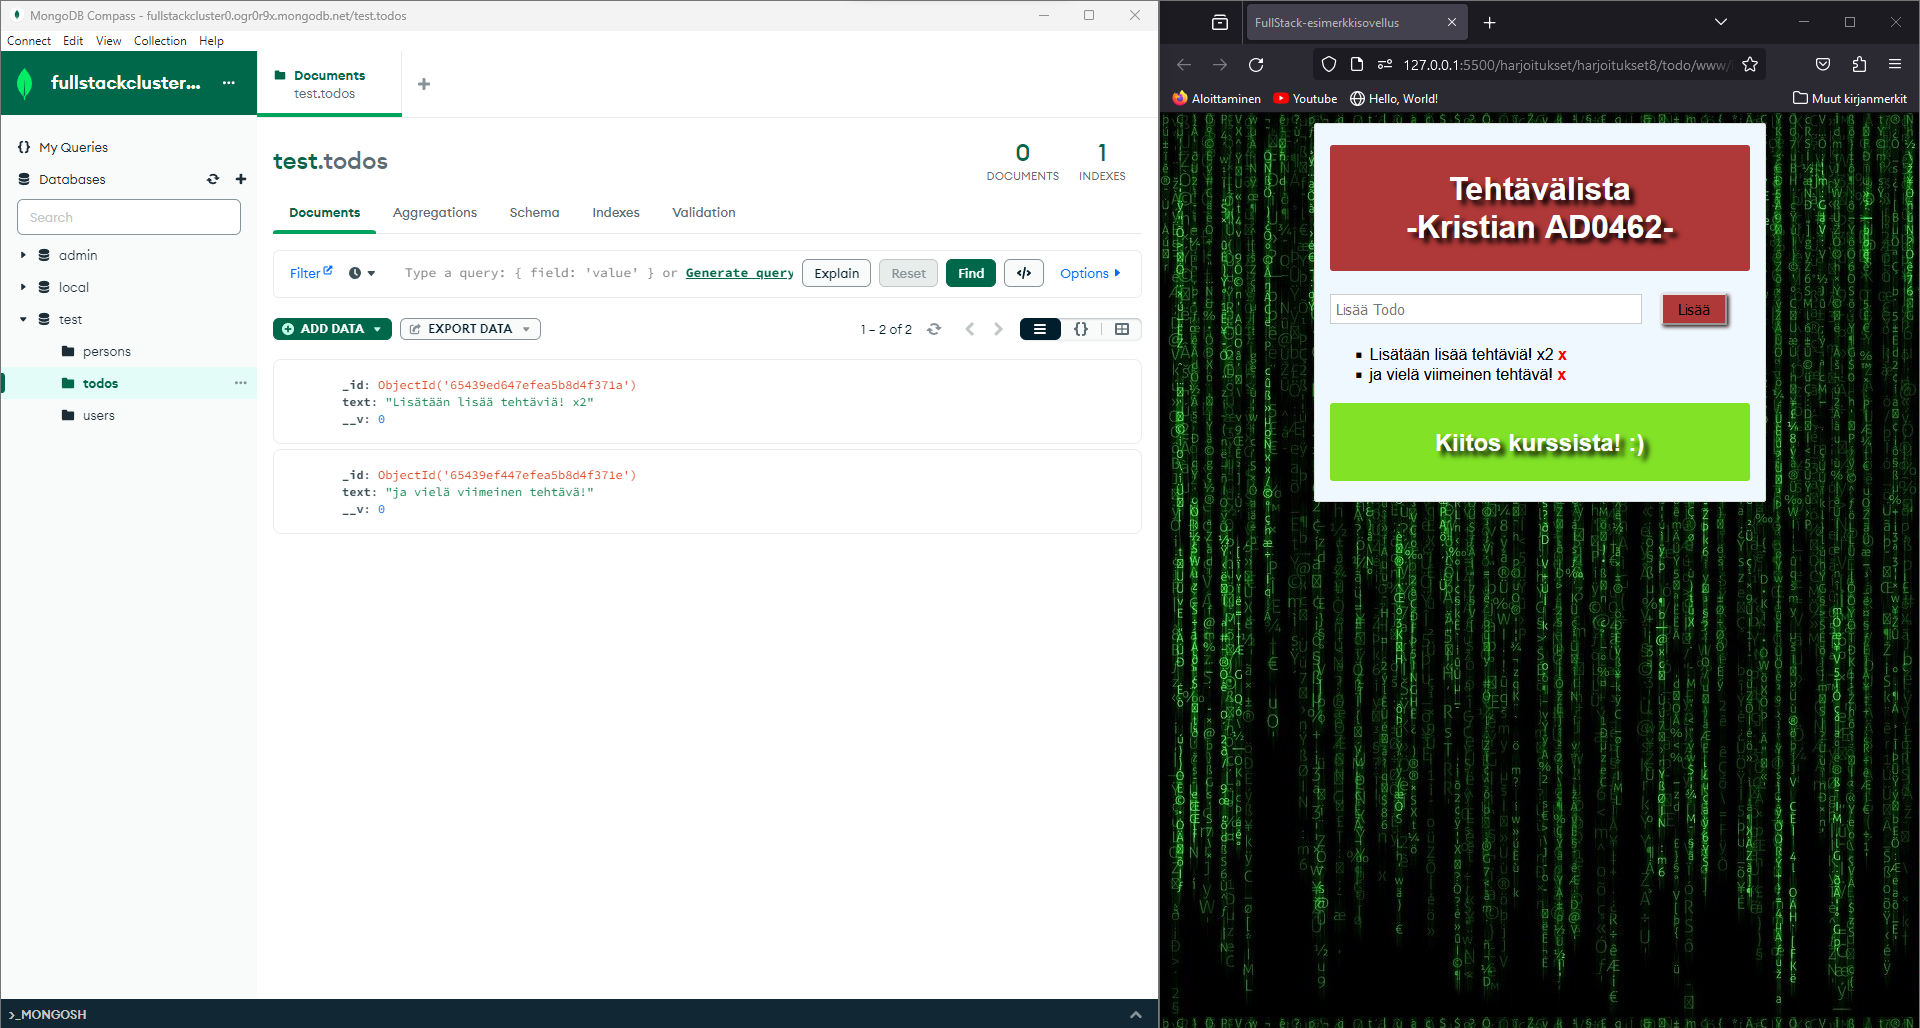 MongoDB Compass - fullstackcluster0.ogr0r9x.mongodb.net/test.todos
Connect Edit View Collection Help
fullstackcluster...
My Queries
Databases
Search
admin
local
test
persons
todos
users
Documents
test.todos
test.todos
0
DOCUMENTS
1
INDEXES
Documents Aggregations Schema Indexes Validation
Filter Type a query: { field: 'value' } or Generate query Explain Reset Find </> Options
ADD DATA EXPORT DATA 1 – 2 of 2 {}
_id: ObjectId('65439ed647efea5b8d4f371a')
text: "Lisätään lisää tehtäviä! x2"
__v: 0
_id: ObjectId('65439ef447efea5b8d4f371e')
text: "ja vielä viimeinen tehtävä!"
__v: 0
>_MONGOSH
FullStack-esimerkkisovellus
127.0.0.1:5500/harjoitukset/harjoitukset8/todo/www/
Aloittaminen Youtube Hello, World! Muut kirjanmerkit
Tehtävälista
-Kristian AD0462-
Lisää Todo Lisää
Lisätään lisää tehtäviä! x2 x
ja vielä viimeinen tehtävä! x
Kiitos kurssista! :)